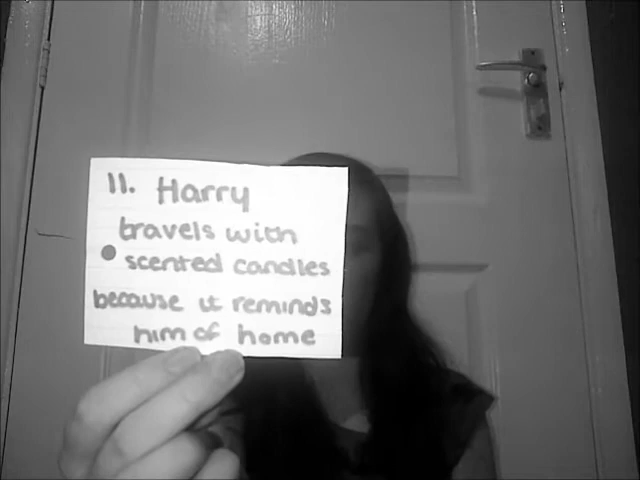 11. Harry
travels with
scented candles
because it reminds
him of home